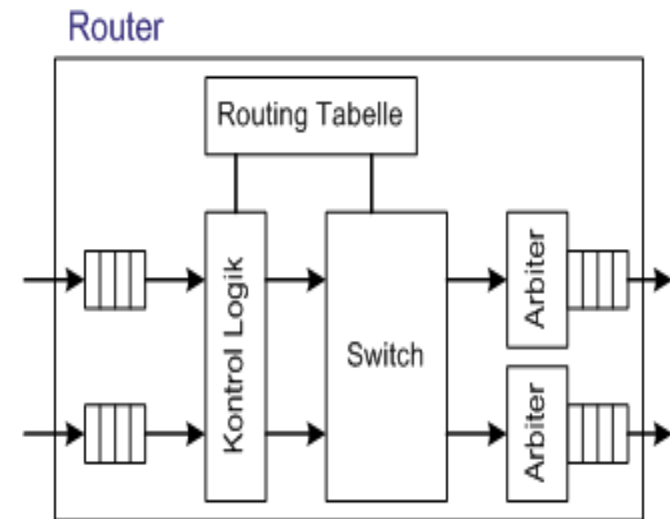 Router
Routing Tabelle
Kontrol Logik
Switch
Arbiter
Arbiter